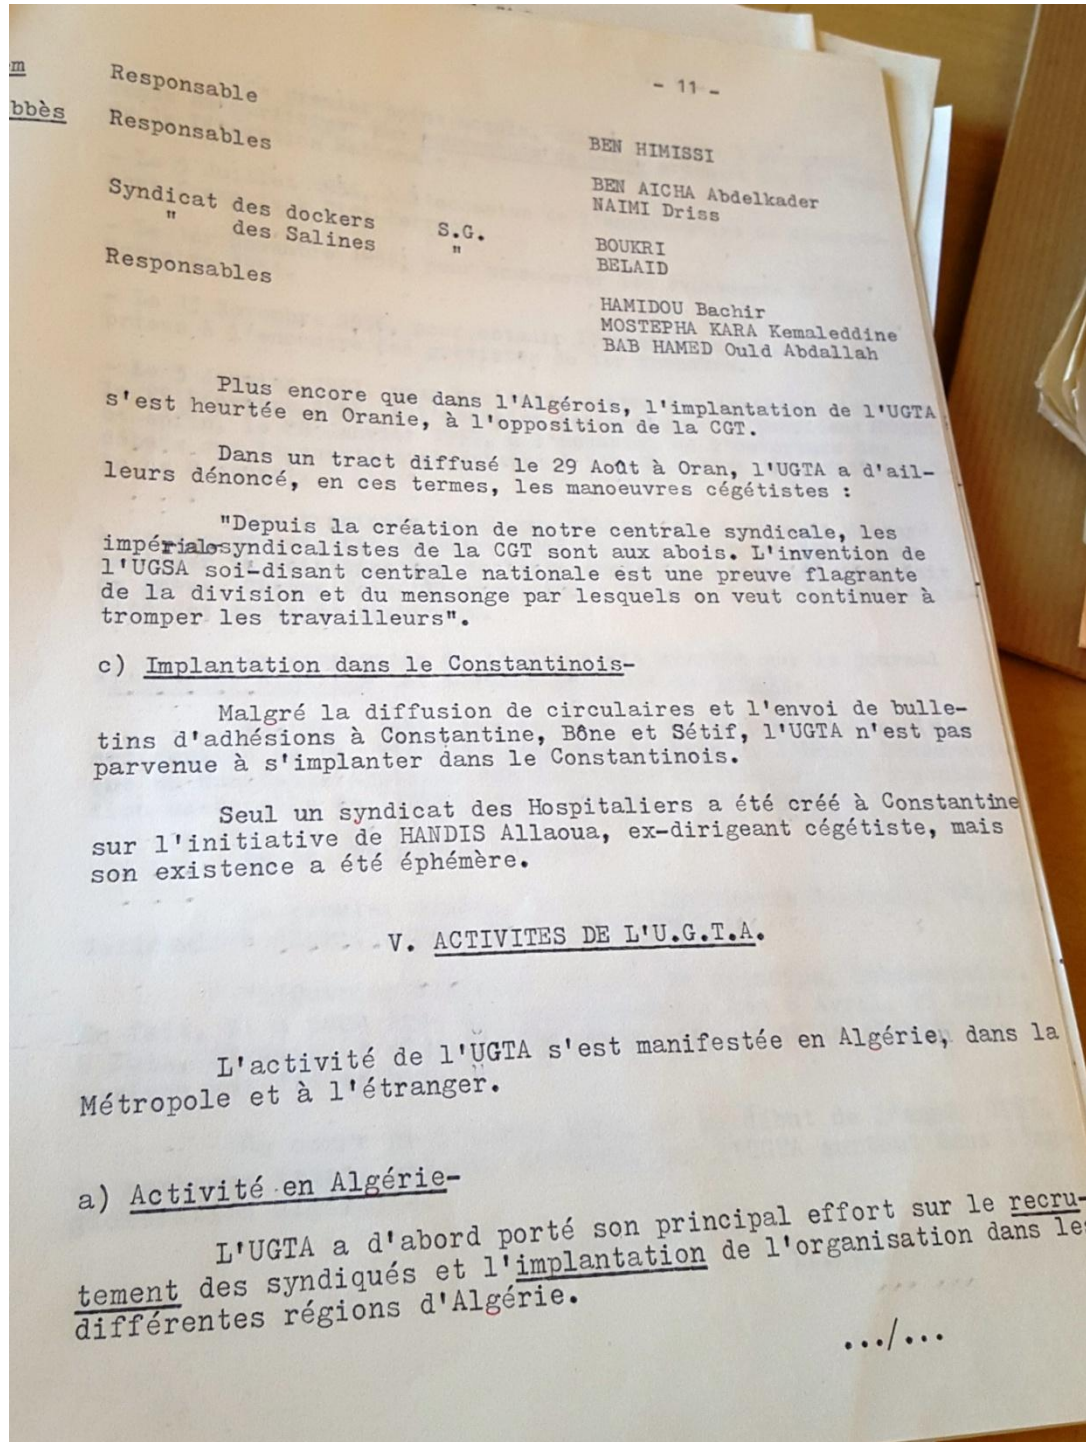 - 11 -
m Responsable BEN HIMISSI
bbès Responsables BEN AICHA Abdelkader
NAIMI Driss
Syndicat des dockers S.G. BOUKRI
" des Salines " BELAID
Responsables HAMIDOU Bachir
MOSTEPHA KARA Kemaleddine
BAB HAMED Ould Abdallah
Plus encore que dans l'Algérois, l'implantation de l'UGTA
s'est heurtée en Oranie, à l'opposition de la CGT.
Dans un tract diffusé le 29 Août à Oran, l'UGTA a d'ail-
leurs dénoncé, en ces termes, les manoeuvres cégétistes :
"Depuis la création de notre centrale syndicale, les
impérialosyndicalistes de la CGT sont aux abois. L'invention de
l'UGSA soi-disant centrale nationale est une preuve flagrante
de la division et du mensonge par lesquels on veut continuer à
tromper les travailleurs".
c) Implantation dans le Constantinois-
Malgré la diffusion de circulaires et l'envoi de bulle-
tins d'adhésions à Constantine, Bône et Sétif, l'UGTA n'est pas
parvenue à s'implanter dans le Constantinois.
Seul un syndicat des Hospitaliers a été créé à Constantine
sur l'initiative de HANDIS Allaoua, ex-dirigeant cégétiste, mais
son existence a été éphémère.
V. ACTIVITES DE L'U.G.T.A.
L'activité de l'UGTA s'est manifestée en Algérie, dans la
Métropole et à l'étranger.
a) Activité en Algérie-
L'UGTA a d'abord porté son principal effort sur le recru-
tement des syndiqués et l'implantation de l'organisation dans les
différentes régions d'Algérie.
.../...